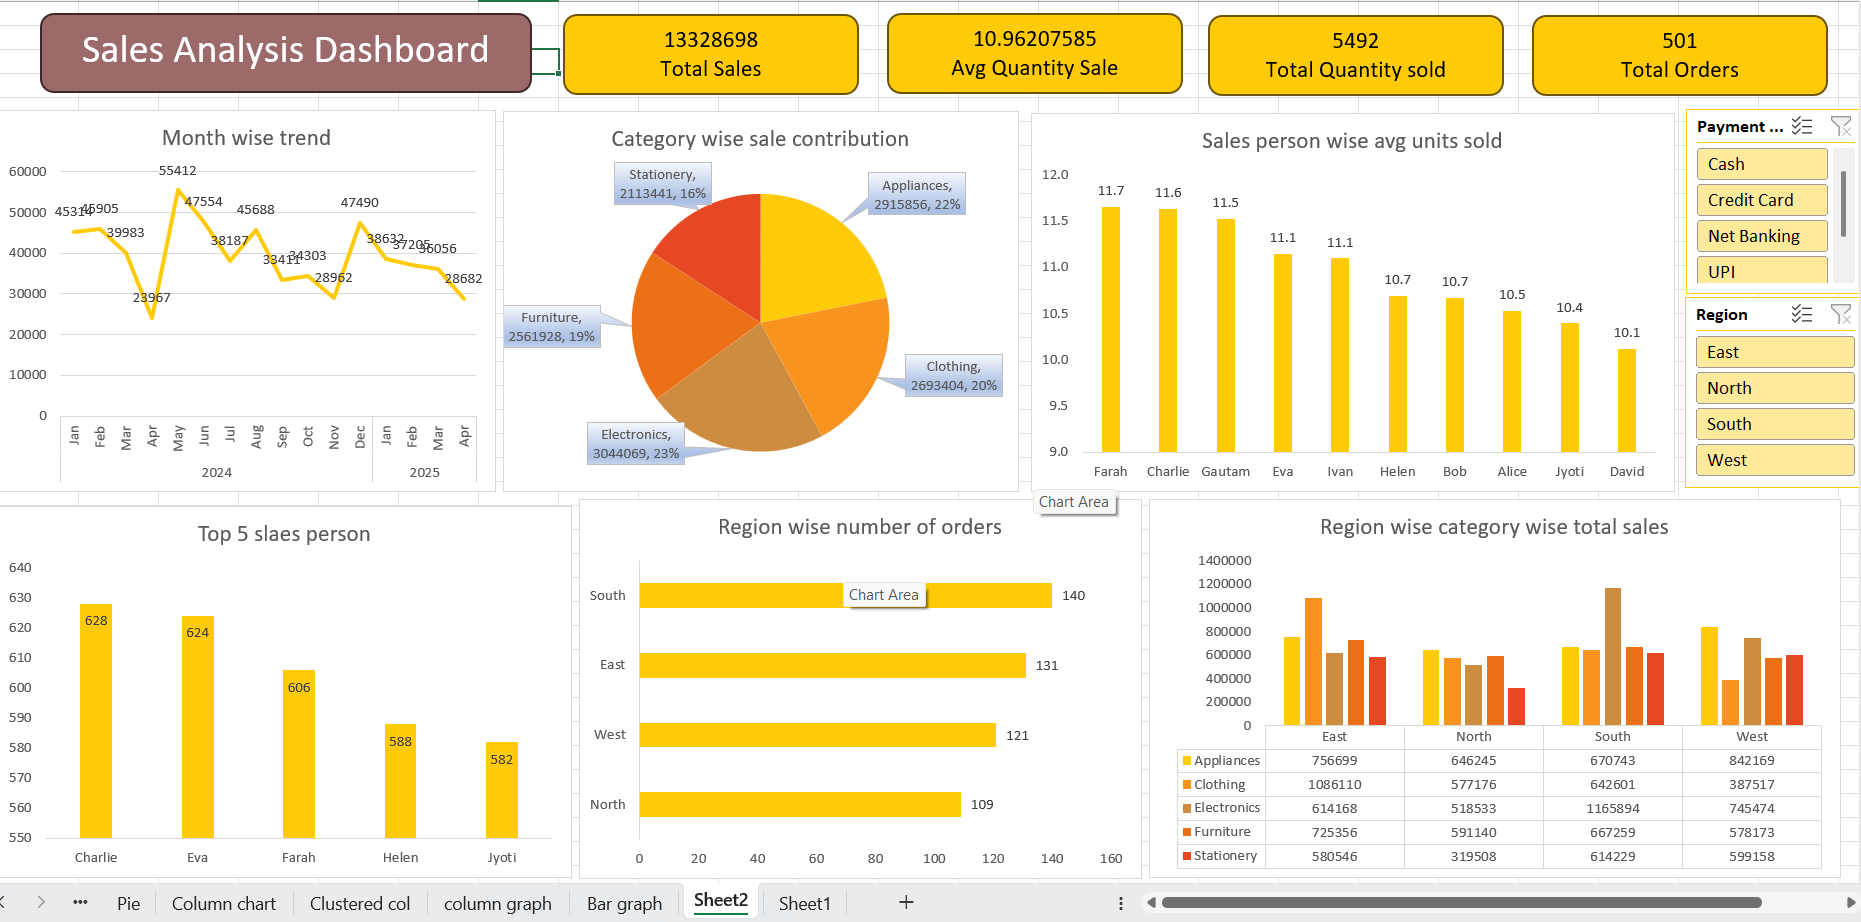 Sales Analysis Dashboard
13328698
Total Sales
10.96207585
Avg Quantity Sale
5492
Total Quantity sold
501
Total Orders
Month wise trend
60000
50000
40000
30000
20000
10000
0
45314
45905
39983
23967
55412
47554
38187
45688
33411
34303
28962
47490
38632
37205
36056
28682
Jan Feb Mar Apr May Jun Jul Aug Sep Oct Nov Dec Jan Feb Mar Apr
2024 2025
Category wise sale contribution
Stationery,
2113441, 16%
Appliances,
2915856, 22%
Furniture,
2561928, 19%
Clothing,
2693404, 20%
Electronics,
3044069, 23%
Sales person wise avg units sold
12.0
11.5
11.0
10.5
10.0
9.5
9.0
11.7 11.6 11.5 11.1 11.1 10.7 10.7 10.5 10.4 10.1
Farah Charlie Gautam Eva Ivan Helen Bob Alice Jyoti David
Chart Area
Payment ...
Cash
Credit Card
Net Banking
UPI
Region
East
North
South
West
Top 5 slaes person
640
630
620
610
600
590
580
570
560
550
628 624 606 588 582
Charlie Eva Farah Helen Jyoti
Region wise number of orders
South 140
Chart Area
East 131
West 121
North 109
0 20 40 60 80 100 120 140 160
Region wise category wise total sales
1400000
1200000
1000000
800000
600000
400000
200000
0
East North South West
Appliances 756699 646245 670743 842169
Clothing 1086110 577176 642601 387517
Electronics 614168 518533 1165894 745474
Furniture 725356 591140 667259 578173
Stationery 580546 319508 614229 599158
... Pie Column chart Clustered col column graph Bar graph Sheet2 Sheet1 +